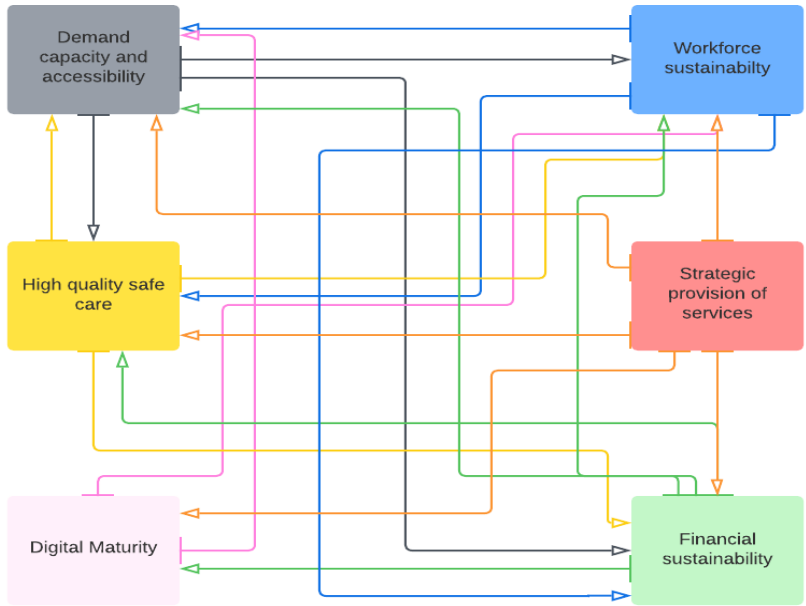 Demand
capacity and
accessibility
Workforce
sustainabilty
High quality safe
care
Strategic
provision of
services
Digital Maturity
Financial
sustainability